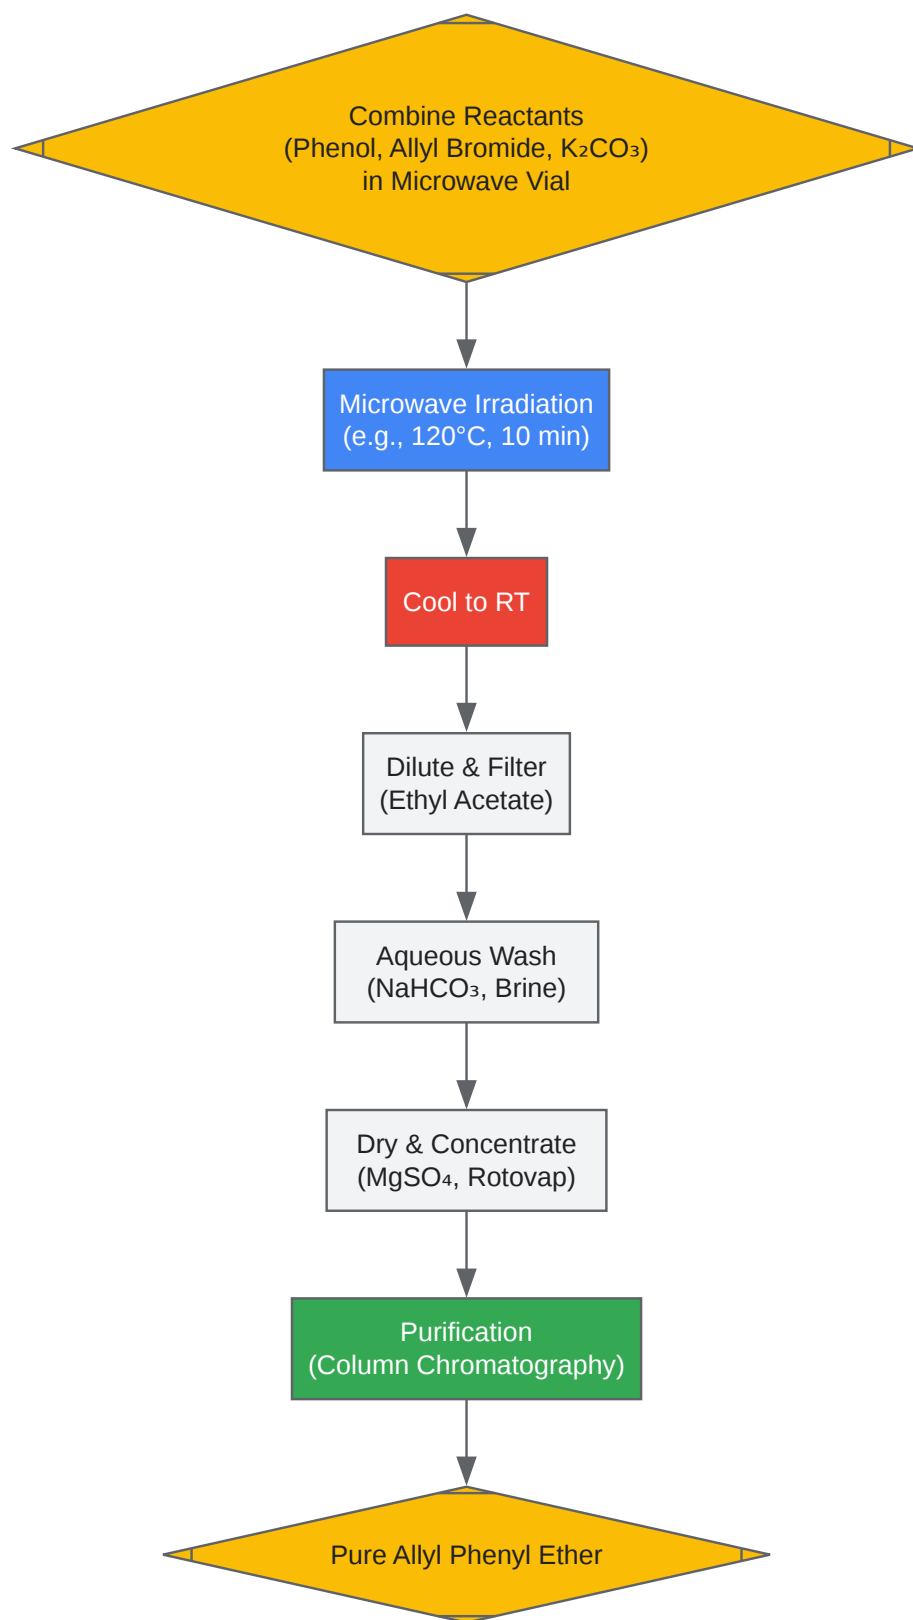 Combine Reactants
(Phenol, Allyl Bromide, K₂CO₃)
in Microwave Vial
Microwave Irradiation
(e.g., 120°C, 10 min)
Cool to RT
Dilute & Filter
(Ethyl Acetate)
Aqueous Wash
(NaHCO₃, Brine)
Dry & Concentrate
(MgSO₄, Rotovap)
Purification
(Column Chromatography)
Pure Allyl Phenyl Ether